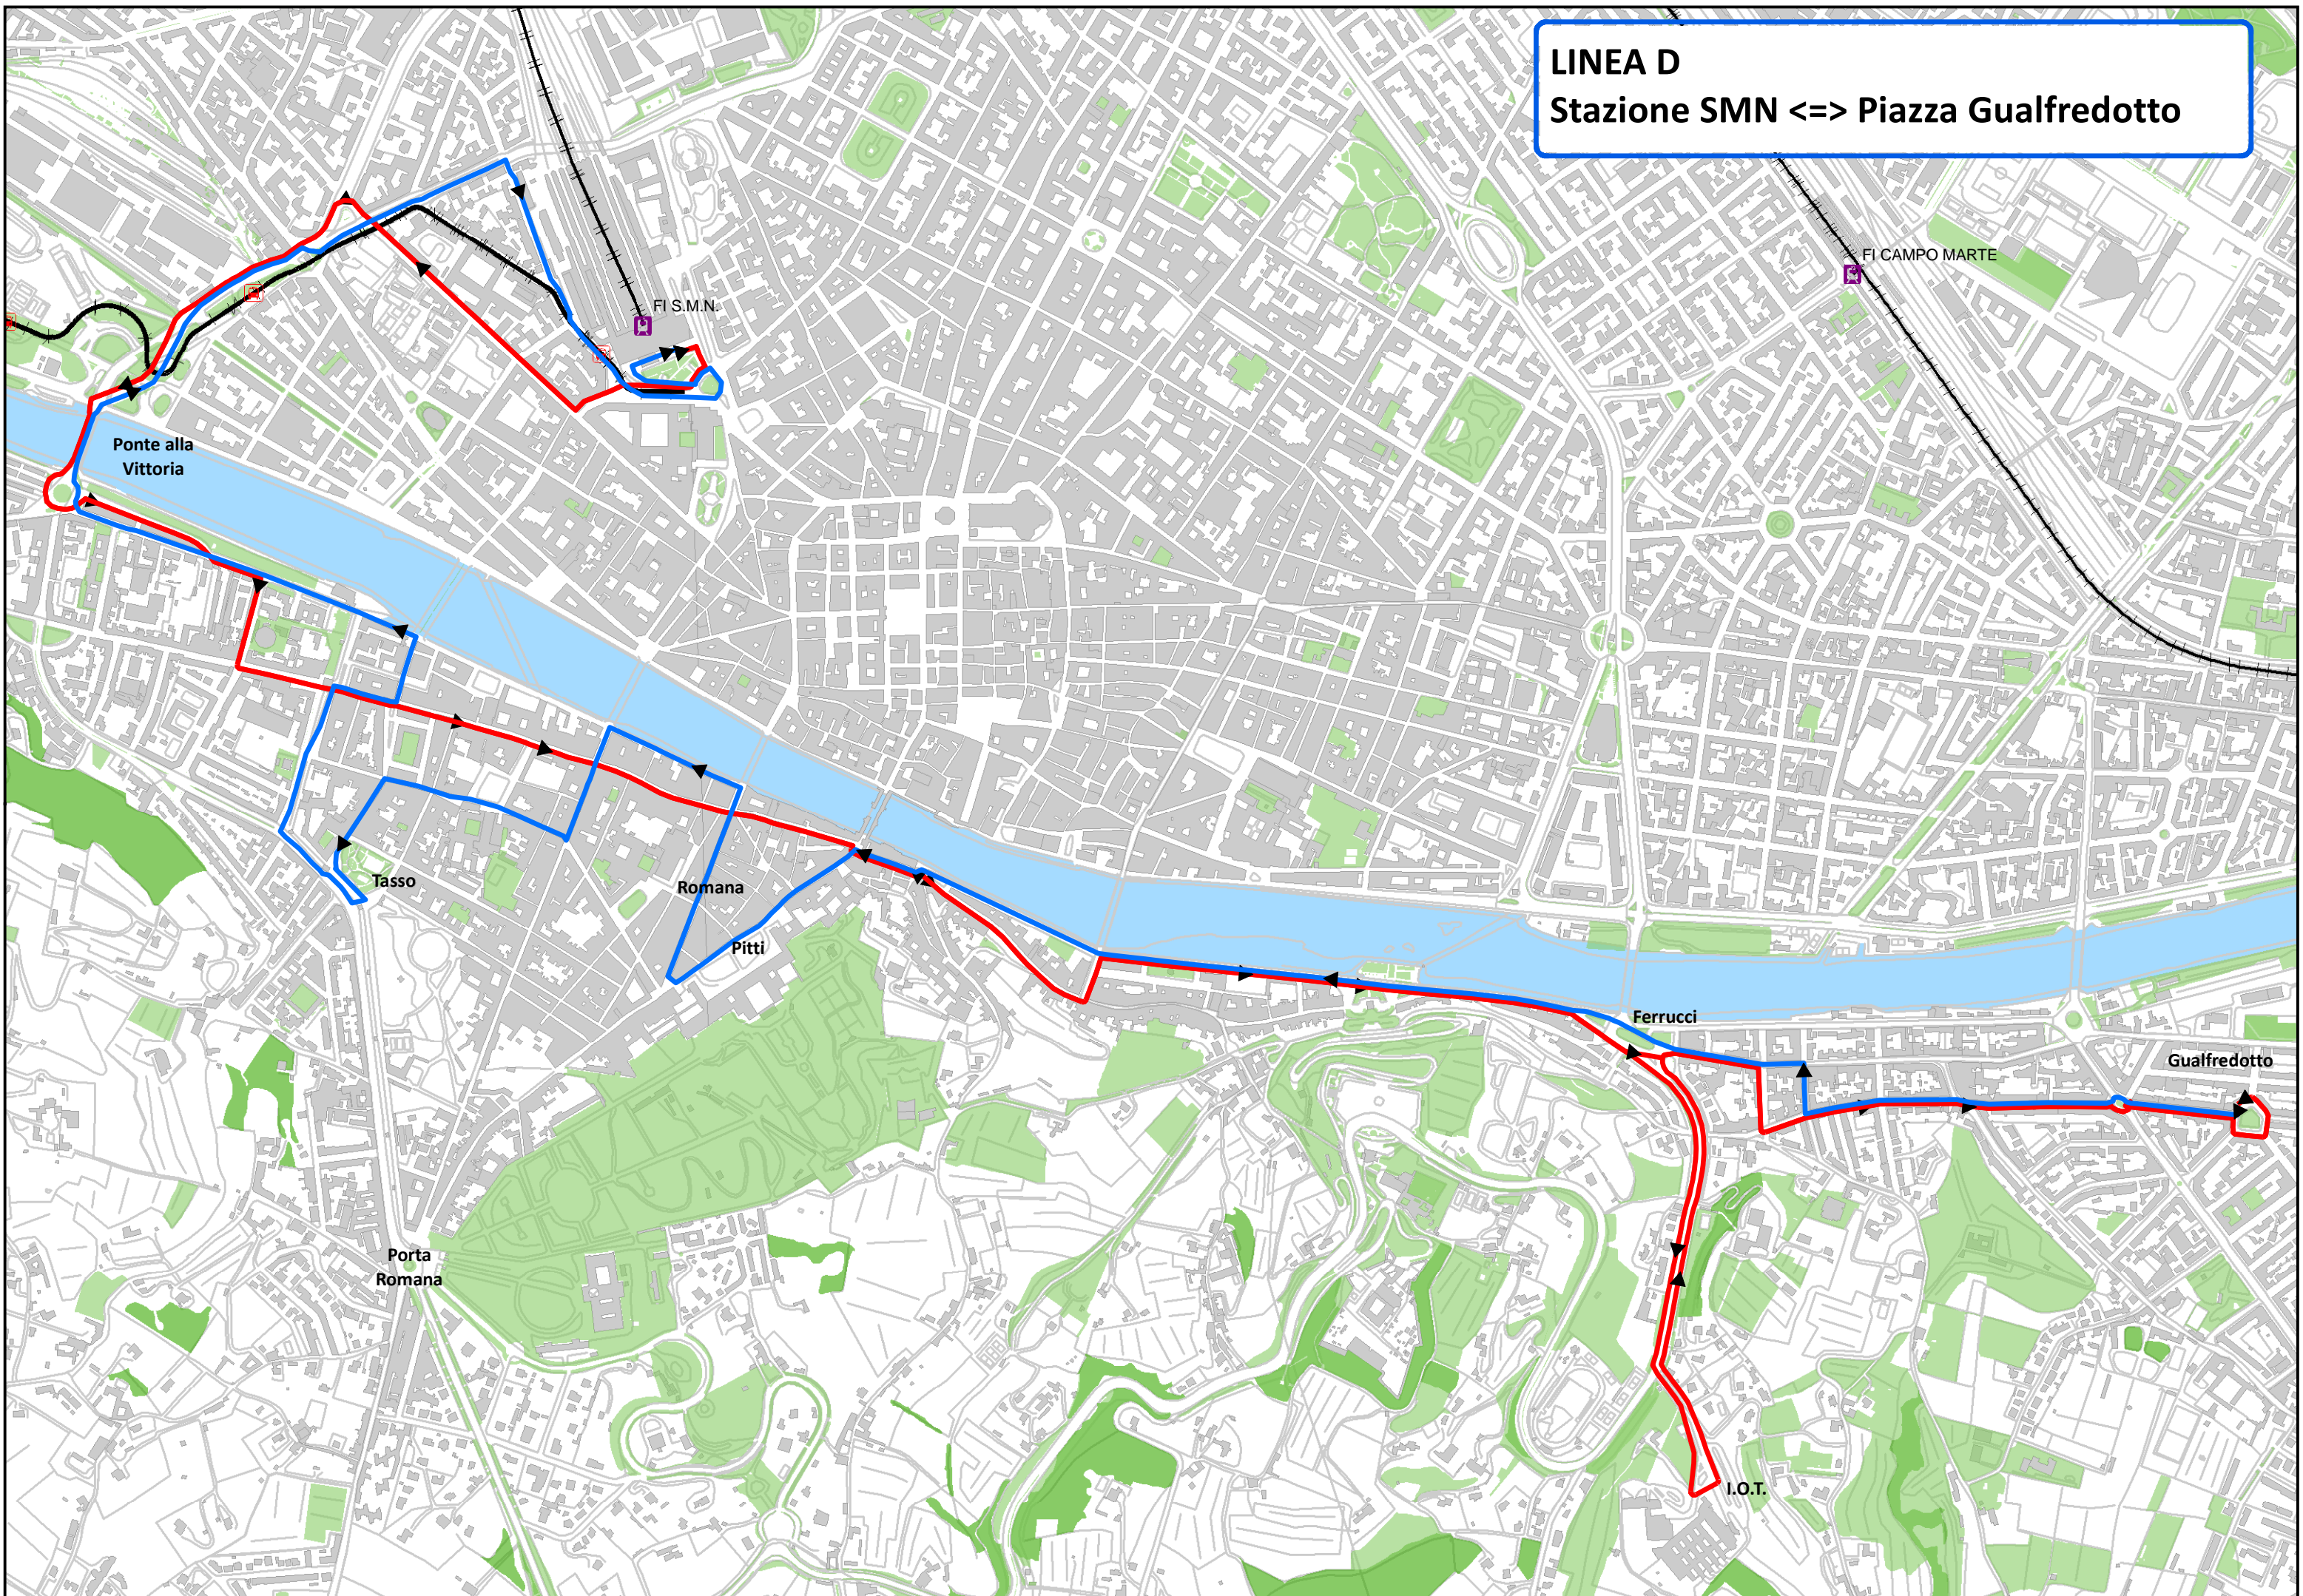 LINEA D
Stazione SMN <=> Piazza Gualfredotto
FI CAMPO MARTE
FI S.M.N.
Ponte alla
Vittoria
Tasso
Romana
Pitti
Ferrucci
Gualfredotto
Porta
Romana
I.O.T.